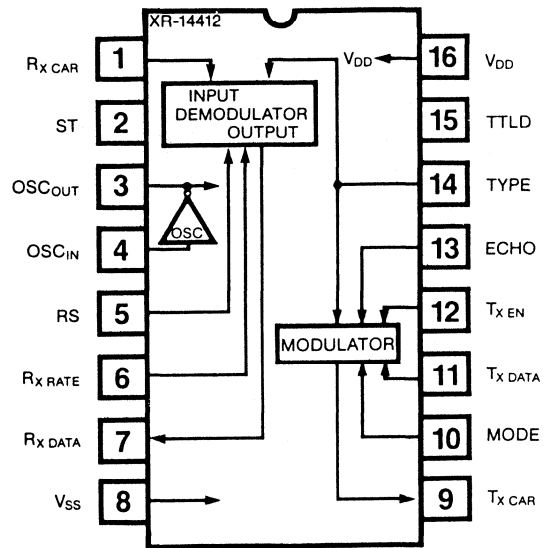 XR-14412
RX CAR 1
ST 2
OSCOUT 3
OSCIN 4
RS 5
RX RATE 6
RX DATA 7
VSS 8
INPUT
DEMODULATOR
OUTPUT
OSC
MODULATOR
VDD 16 VDD
15 TTLD
14 TYPE
13 ECHO
12 TX EN
11 TX DATA
10 MODE
9 TX CAR